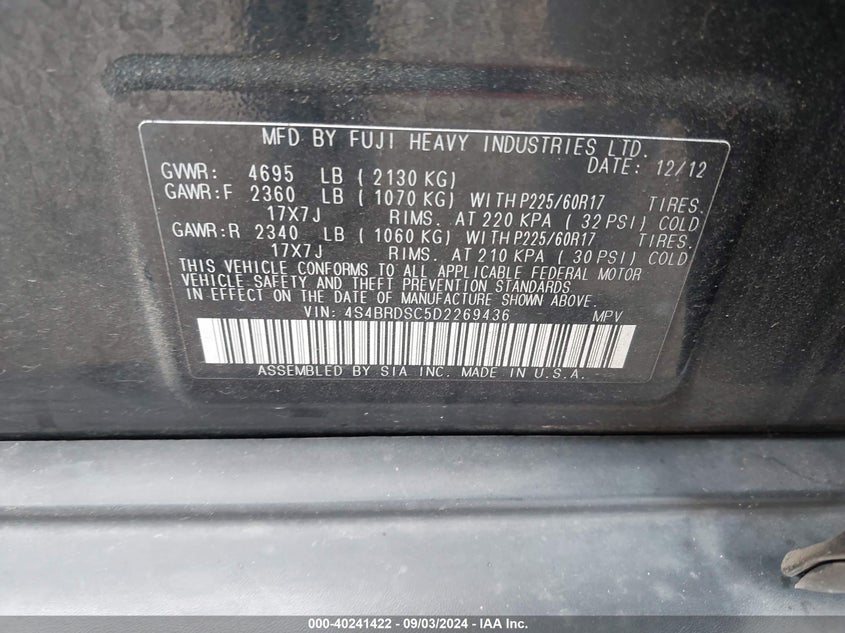 MFD BY FUJI HEAVY INDUSTRIES LTD.
DATE: 12/12
GVWR: 4695 LB ( 2130 KG)
GAWR:F 2360 LB ( 1070 KG) WITH P225/60R17 TIRES.
17X7J RIMS. AT 220 KPA ( 32 PSI) COLD
GAWR:R 2340 LB ( 1060 KG) WITH P225/60R17 TIRES.
17X7J RIMS. AT 210 KPA ( 30 PSI) COLD
THIS VEHICLE CONFORMS TO ALL APPLICABLE FEDERAL MOTOR
VEHICLE SAFETY AND THEFT PREVENTION STANDARDS
IN EFFECT ON THE DATE OF MANUFACTURE SHOWN ABOVE.
VIN: 4S4BRDSC5D2269436 MPV
ASSEMBLED BY SIA INC. MADE IN U.S.A.
000-40241422 - 09/03/2024 - IAA Inc.